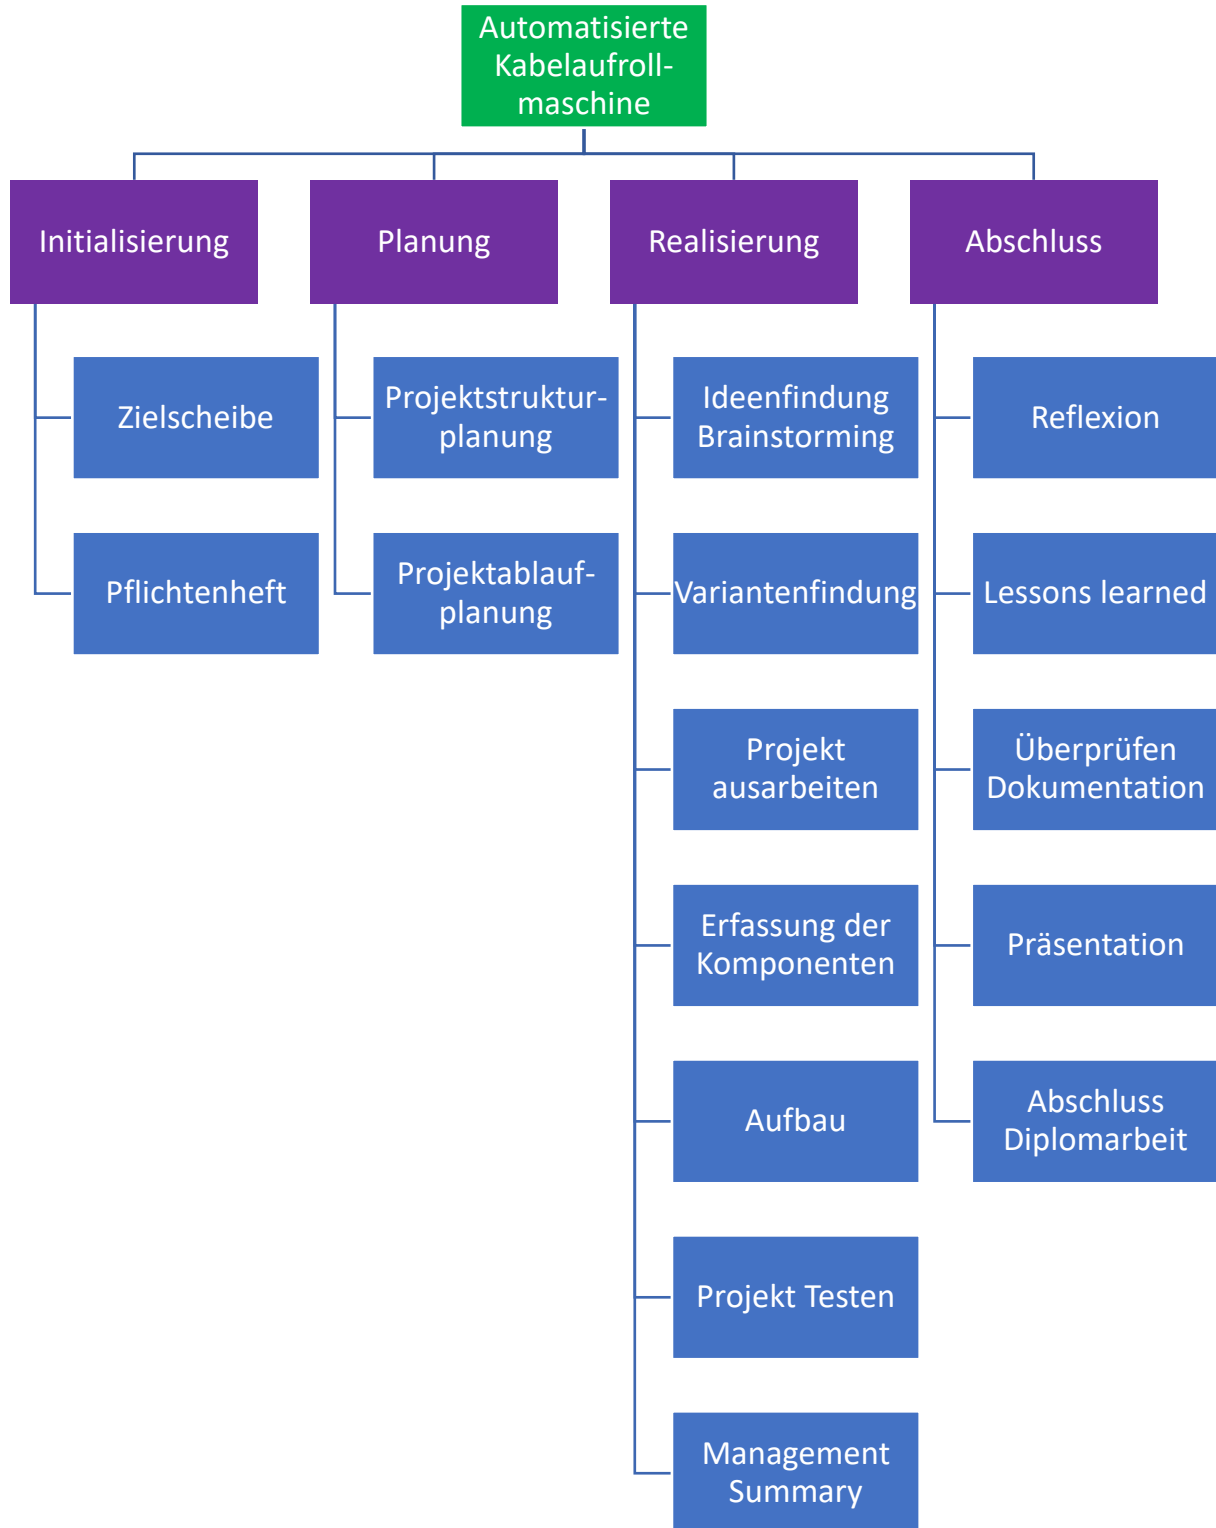 Automatisierte
Kabelaufroll-
maschine
Initialisierung
Planung
Realisierung
Abschluss
Zielscheibe
Pflichtenheft
Projektstruktur-
planung
Projektablauf-
planung
Ideenfindung
Brainstorming
Variantenfindung
Projekt
ausarbeiten
Erfassung der
Komponenten
Aufbau
Projekt Testen
Management
Summary
Reflexion
Lessons learned
Überprüfen
Dokumentation
Präsentation
Abschluss
Diplomarbeit